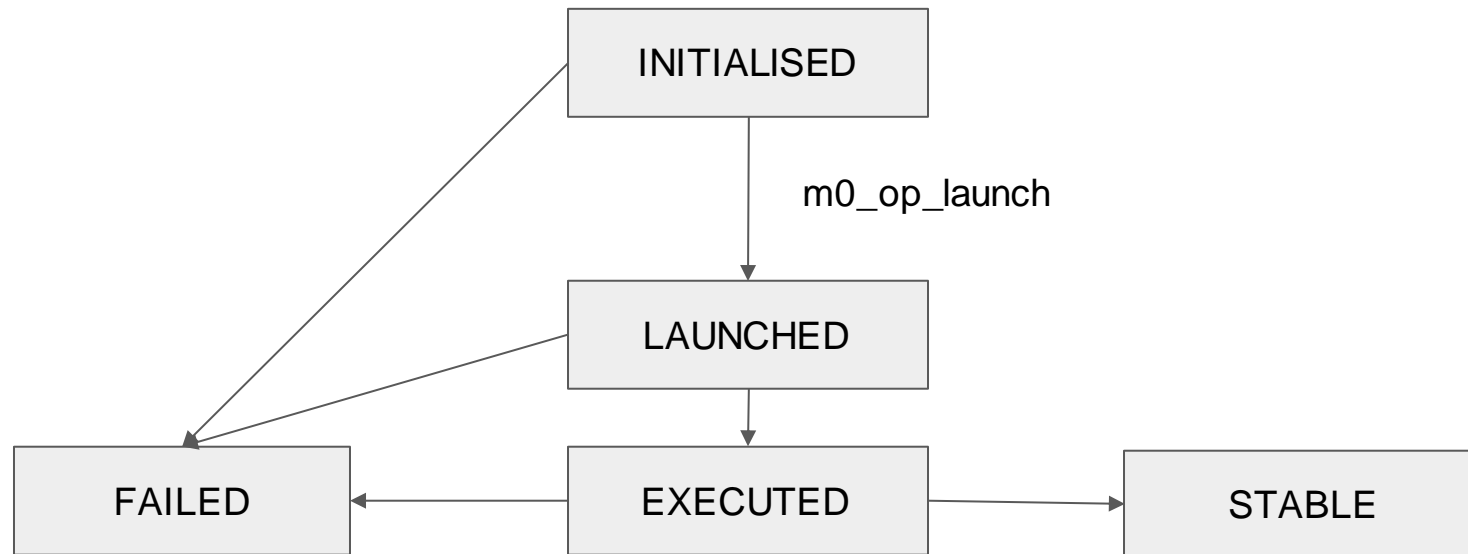 INITIALISED
m0_op_launch
LAUNCHED
FAILED
EXECUTED
STABLE